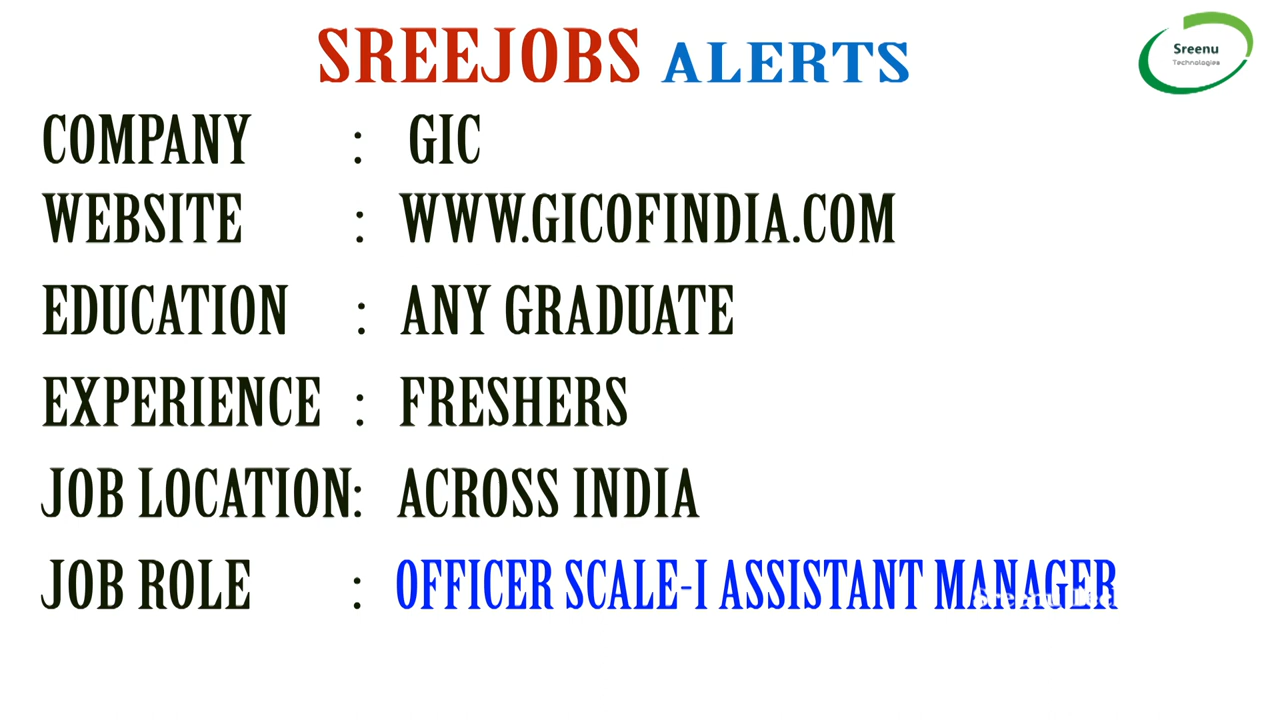 SREEJOBS ALERTS
Sreenu
Technologies
COMPANY : GIC
WEBSITE : WWW.GICOFINDIA.COM
EDUCATION : ANY GRADUATE
EXPERIENCE : FRESHERS
JOB LOCATION: ACROSS INDIA
JOB ROLE : OFFICER SCALE-I ASSISTANT MANAGER
Sreenu